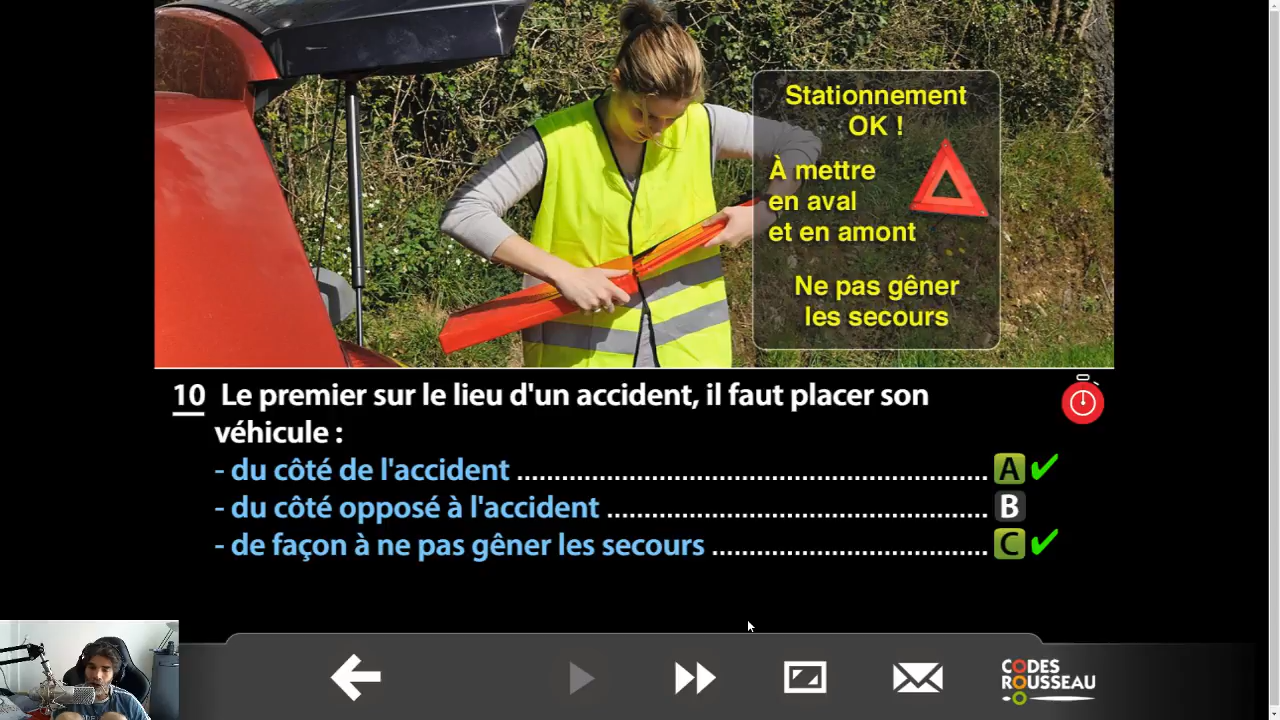 Stationnement
OK !
À mettre
en aval
et en amont
Ne pas gêner
les secours
10 Le premier sur le lieu d'un accident, il faut placer son
véhicule :
- du côté de l'accident ............................................................... A
- du côté opposé à l'accident ................................................... B
- de façon à ne pas gêner les secours ..................................... C
CODES
ROUSSEAU